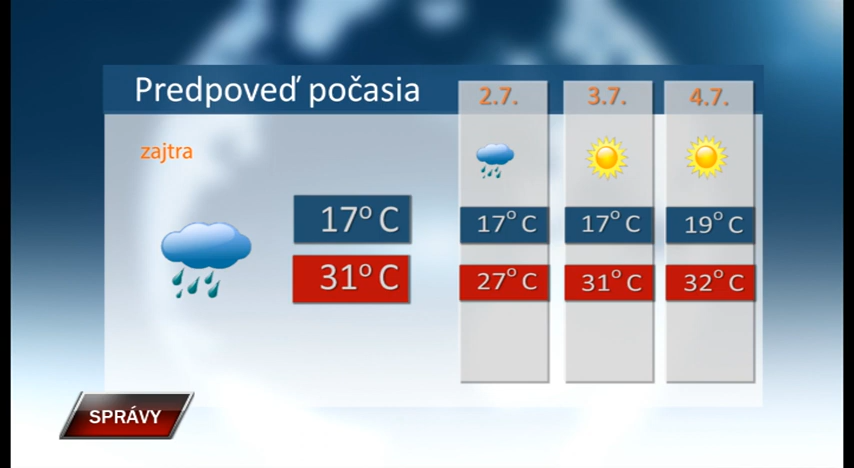 Predpoveď počasia
zajtra
17° C
31° C
2.7. 3.7. 4.7.
17° C 17° C 19° C
27° C 31° C 32° C
SPRÁVY